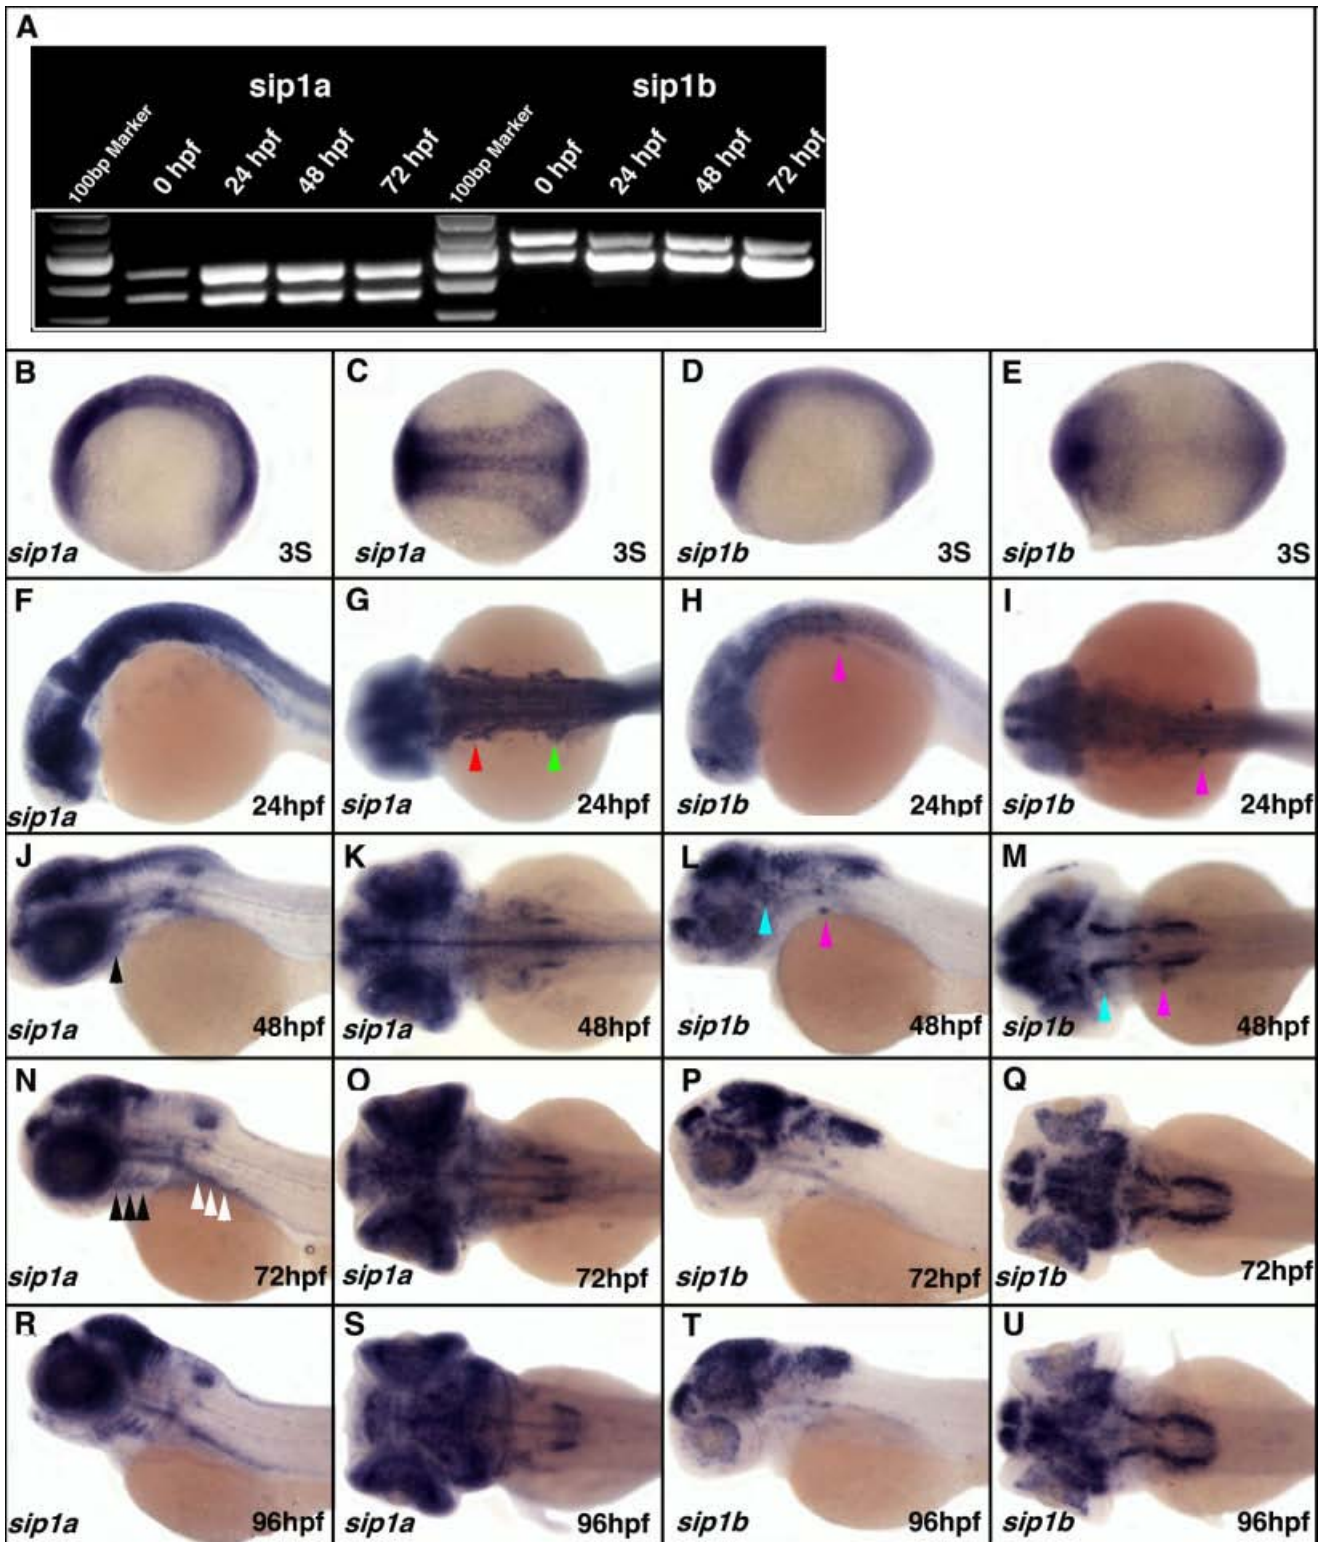 A
sip1a sip1b
100bp Marker 0 hpf 24 hpf 48 hpf 72 hpf 100bp Marker 0 hpf 24 hpf 48 hpf 72 hpf
B C D E
sip1a 3S sip1a 3S sip1b 3S sip1b 3S
F G H I
sip1a 24hpf sip1a 24hpf sip1b 24hpf sip1b 24hpf
J K L M
sip1a 48hpf sip1a 48hpf sip1b 48hpf sip1b 48hpf
N O P Q
sip1a 72hpf sip1a 72hpf sip1b 72hpf sip1b 72hpf
R S T U
sip1a 96hpf sip1a 96hpf sip1b 96hpf sip1b 96hpf